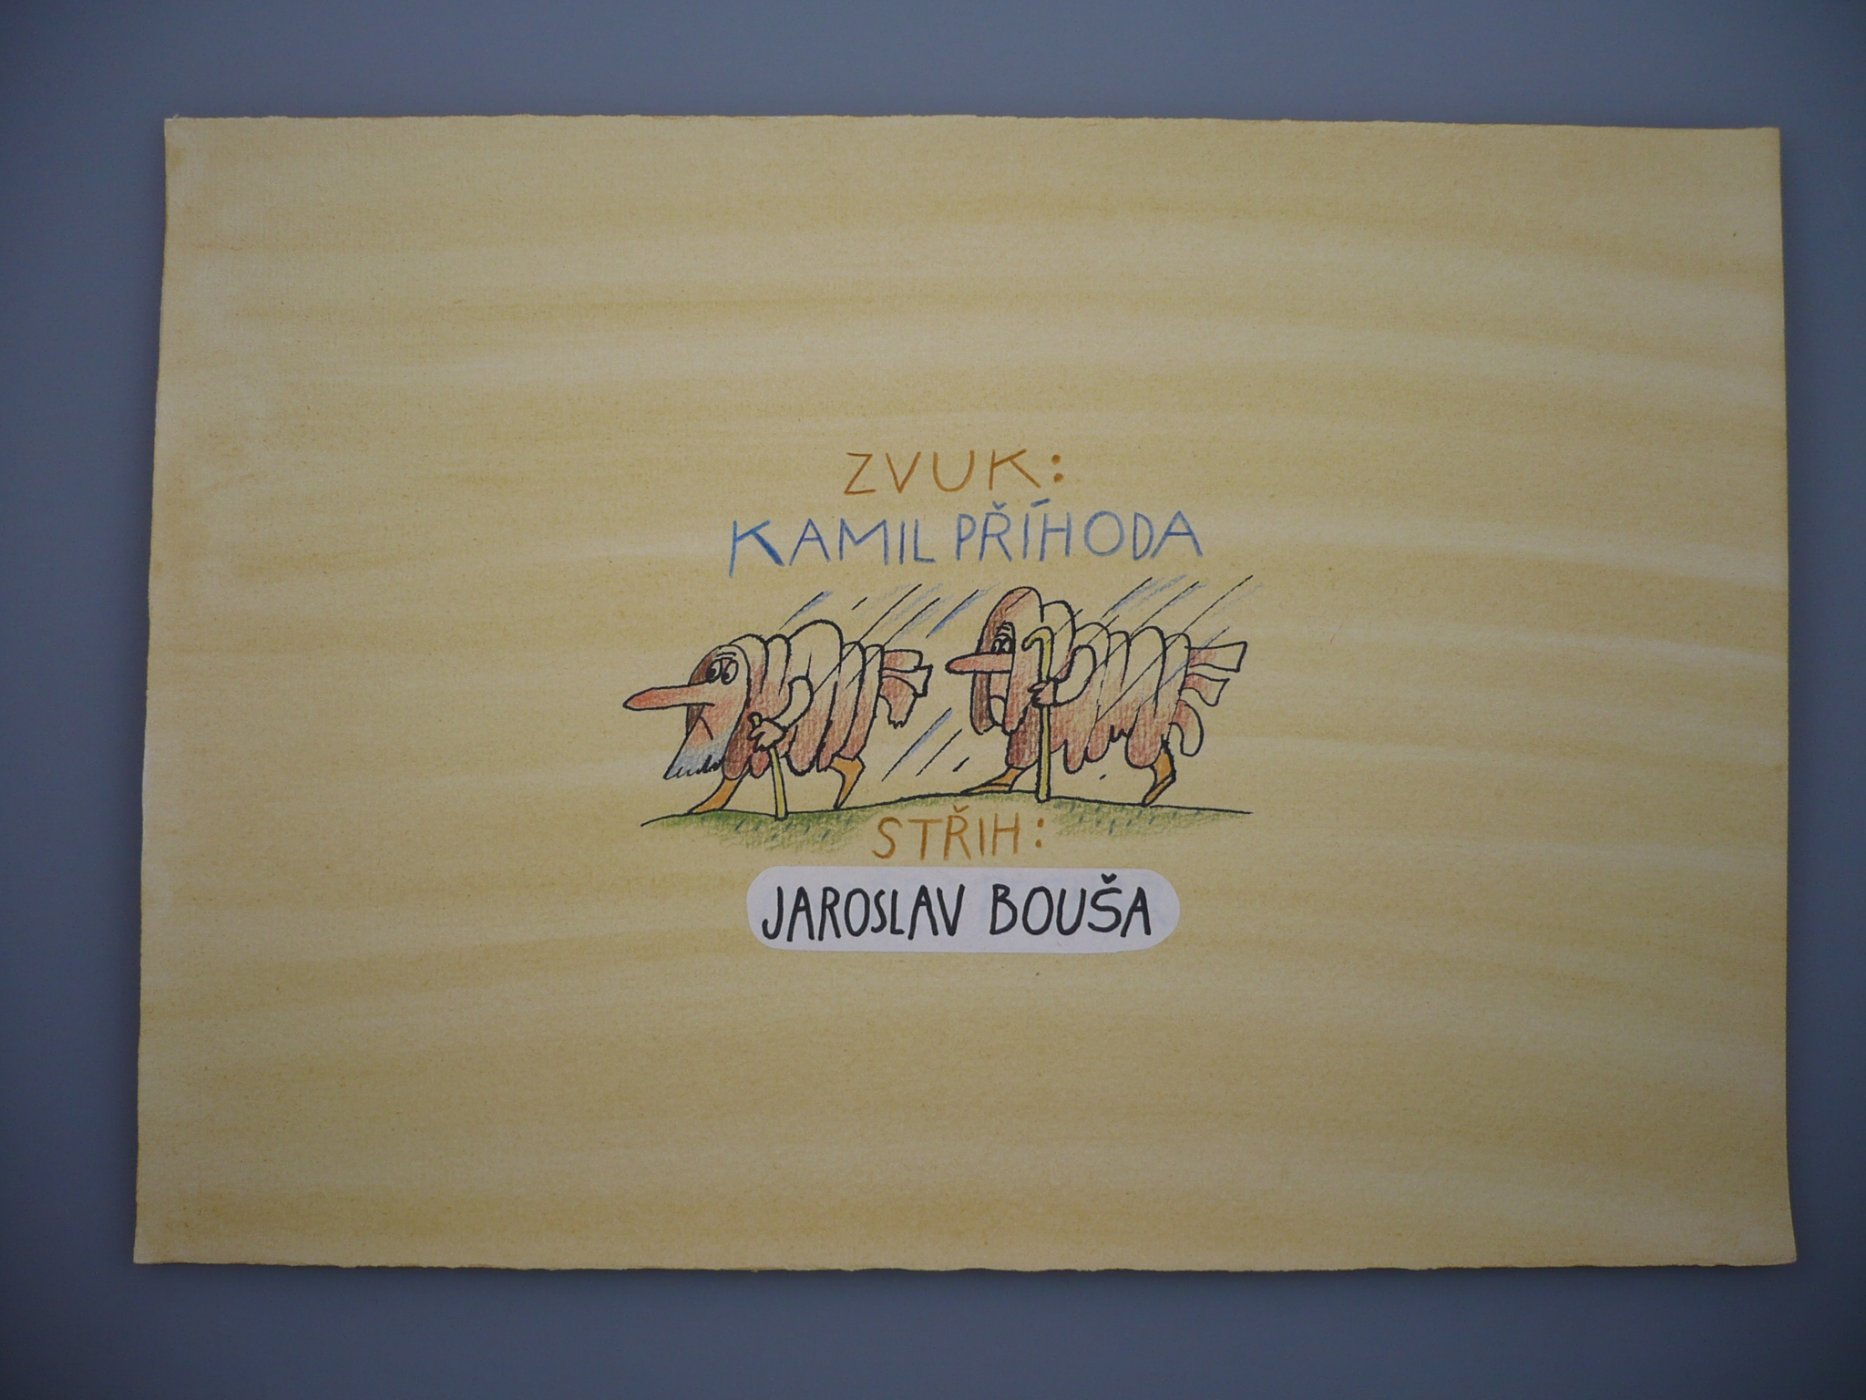 ZVUK:
KAMIL PŘÍHODA
STŘIH:
JAROSLAV BOUŠA